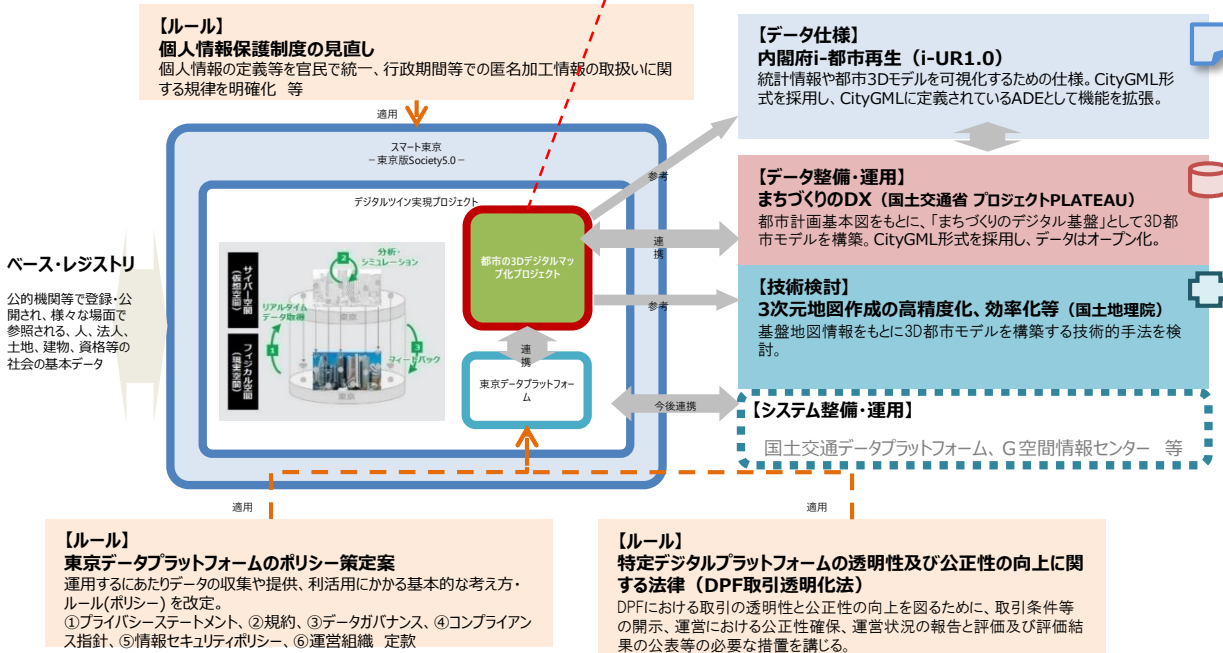 【ルール】
個人情報保護制度の見直し
個人情報の定義等を官民で統一、行政期間等での匿名加工情報の取扱いに関
する規律を明確化 等
適用
スマート東京
－東京版Society5.0－
デジタルツイン実現プロジェクト
サイバー空間
(仮想空間)
フィジカル空間
(現実空間)
分析・
シミュレーション
2
リアルタイム
データ取得
1
3
フィードバック
東京
東京
都市の3Dデジタルマッ
プ化プロジェクト
連
携
東京データプラットフォー
ム
ベース・レジストリ
公的機関等で登録・公
開され、様々な場面で
参照される、人、法人、
土地、建物、資格等の
社会の基本データ
参考
連
携
参考
今後連携
【データ仕様】
内閣府i-都市再生（i-UR1.0）
統計情報や都市3Dモデルを可視化するための仕様。CityGML形
式を採用し、CityGMLに定義されているADEとして機能を拡張。
【データ整備・運用】
まちづくりのDX（国土交通省 プロジェクトPLATEAU）
都市計画基本図をもとに、「まちづくりのデジタル基盤」として3D都
市モデルを構築。CityGML形式を採用し、データはオープン化。
【技術検討】
3次元地図作成の高精度化、効率化等（国土地理院）
基盤地図情報をもとに3D都市モデルを構築する技術的手法を検
討。
【システム整備・運用】
国土交通データプラットフォーム、G空間情報センター 等
適用
適用
【ルール】
東京データプラットフォームのポリシー策定案
運用するにあたりデータの収集や提供、利活用にかかる基本的な考え方・
ルール(ポリシー) を改定。
①プライバシーステートメント、②規約、③データガバナンス、④コンプライアン
ス指針、⑤情報セキュリティポリシー、⑥運営組織 定款
【ルール】
特定デジタルプラットフォームの透明性及び公正性の向上に関
する法律（DPF取引透明化法）
DPFにおける取引の透明性と公正性の向上を図るために、取引条件等
の開示、運営における公正性確保、運営状況の報告と評価及び評価結
果の公表等の必要な措置を講じる。